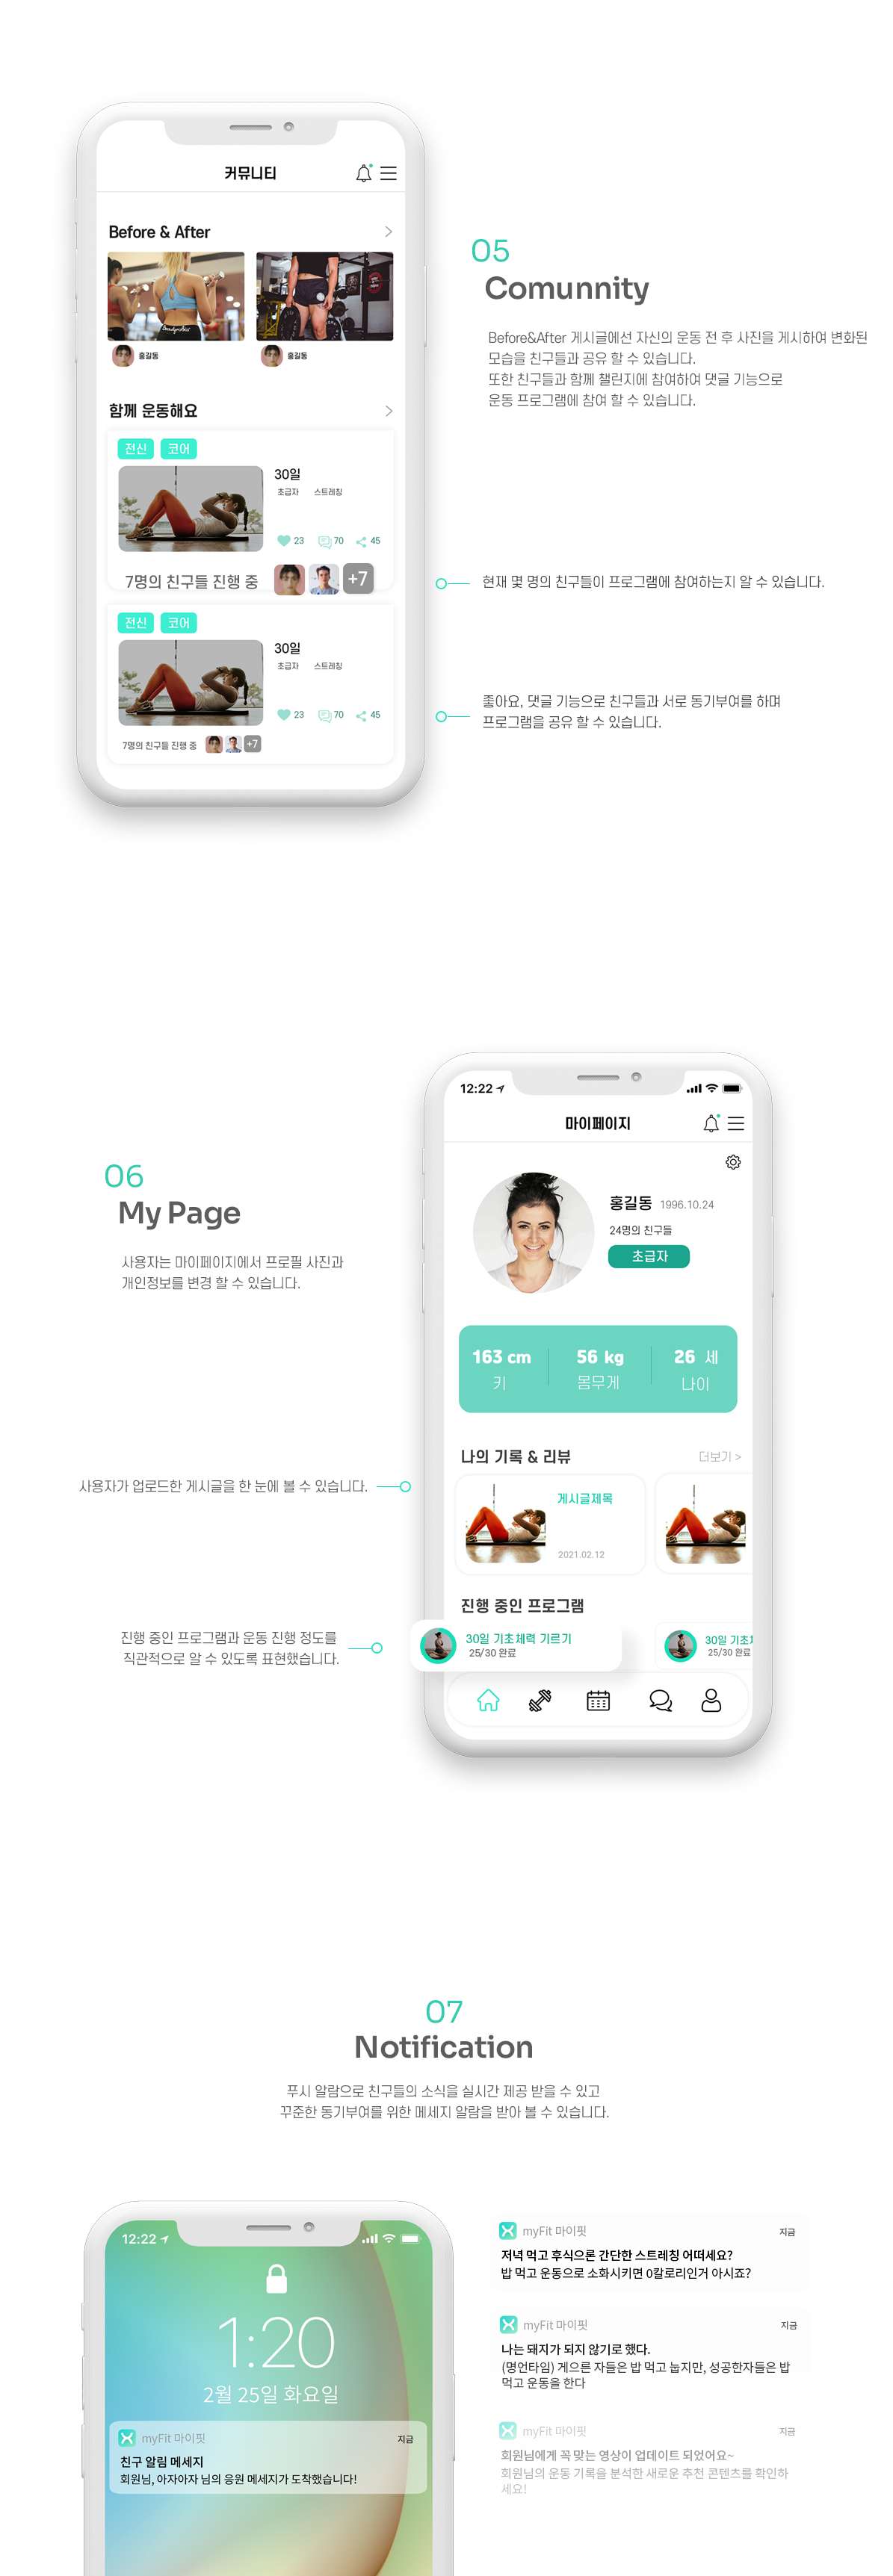 커뮤니티
Before & After
홍길동
홍길동
함께 운동해요
전신 코어
30일
초급자 스트레칭
23 70 45
7명의 친구들 진행 중 +7
전신 코어
30일
초급자 스트레칭
23 70 45
7명의 친구들 진행 중 +7
05
Comunnity
Before&After 게시글에선 자신의 운동 전 후 사진을 게시하여 변화된
모습을 친구들과 공유 할 수 있습니다.
또한 친구들과 함께 챌린지에 참여하여 댓글 기능으로
운동 프로그램에 참여 할 수 있습니다.
현재 몇 명의 친구들이 프로그램에 참여하는지 알 수 있습니다.
좋아요, 댓글 기능으로 친구들과 서로 동기부여를 하며
프로그램을 공유 할 수 있습니다.
06
My Page
사용자는 마이페이지에서 프로필 사진과
개인정보를 변경 할 수 있습니다.
사용자가 업로드한 게시글을 한 눈에 볼 수 있습니다.
진행 중인 프로그램과 운동 진행 정도를
직관적으로 알 수 있도록 표현했습니다.
12:22
마이페이지
홍길동 1996.10.24
24명의 친구들
초급자
163 cm 56 kg 26 세
키 몸무게 나이
나의 기록 & 리뷰 더보기 >
게시글제목
2021.02.12
진행 중인 프로그램
30일 기초체력 기르기
25/30 완료
30일 기초
25/30 완료
07
Notification
푸시 알람으로 친구들의 소식을 실시간 제공 받을 수 있고
꾸준한 동기부여를 위한 메세지 알람을 받아 볼 수 있습니다.
12:22
1:20
2월 25일 화요일
myFit 마이핏 지금
친구 알림 메세지
회원님, 아자아자 님의 응원 메세지가 도착했습니다!
myFit 마이핏 지금
저녁 먹고 후식으론 간단한 스트레칭 어떠세요?
밥 먹고 운동으로 소화시키면 0칼로리인거 아시죠?
myFit 마이핏 지금
나는 돼지가 되지 않기로 했다.
(명언타임) 게으른 자들은 밥 먹고 눕지만, 성공한자들은 밥
먹고 운동을 한다
myFit 마이핏 지금
회원님에게 꼭 맞는 영상이 업데이트 되었어요~
회원님의 운동 기록을 분석한 새로운 추천 콘텐츠를 확인하
세요!